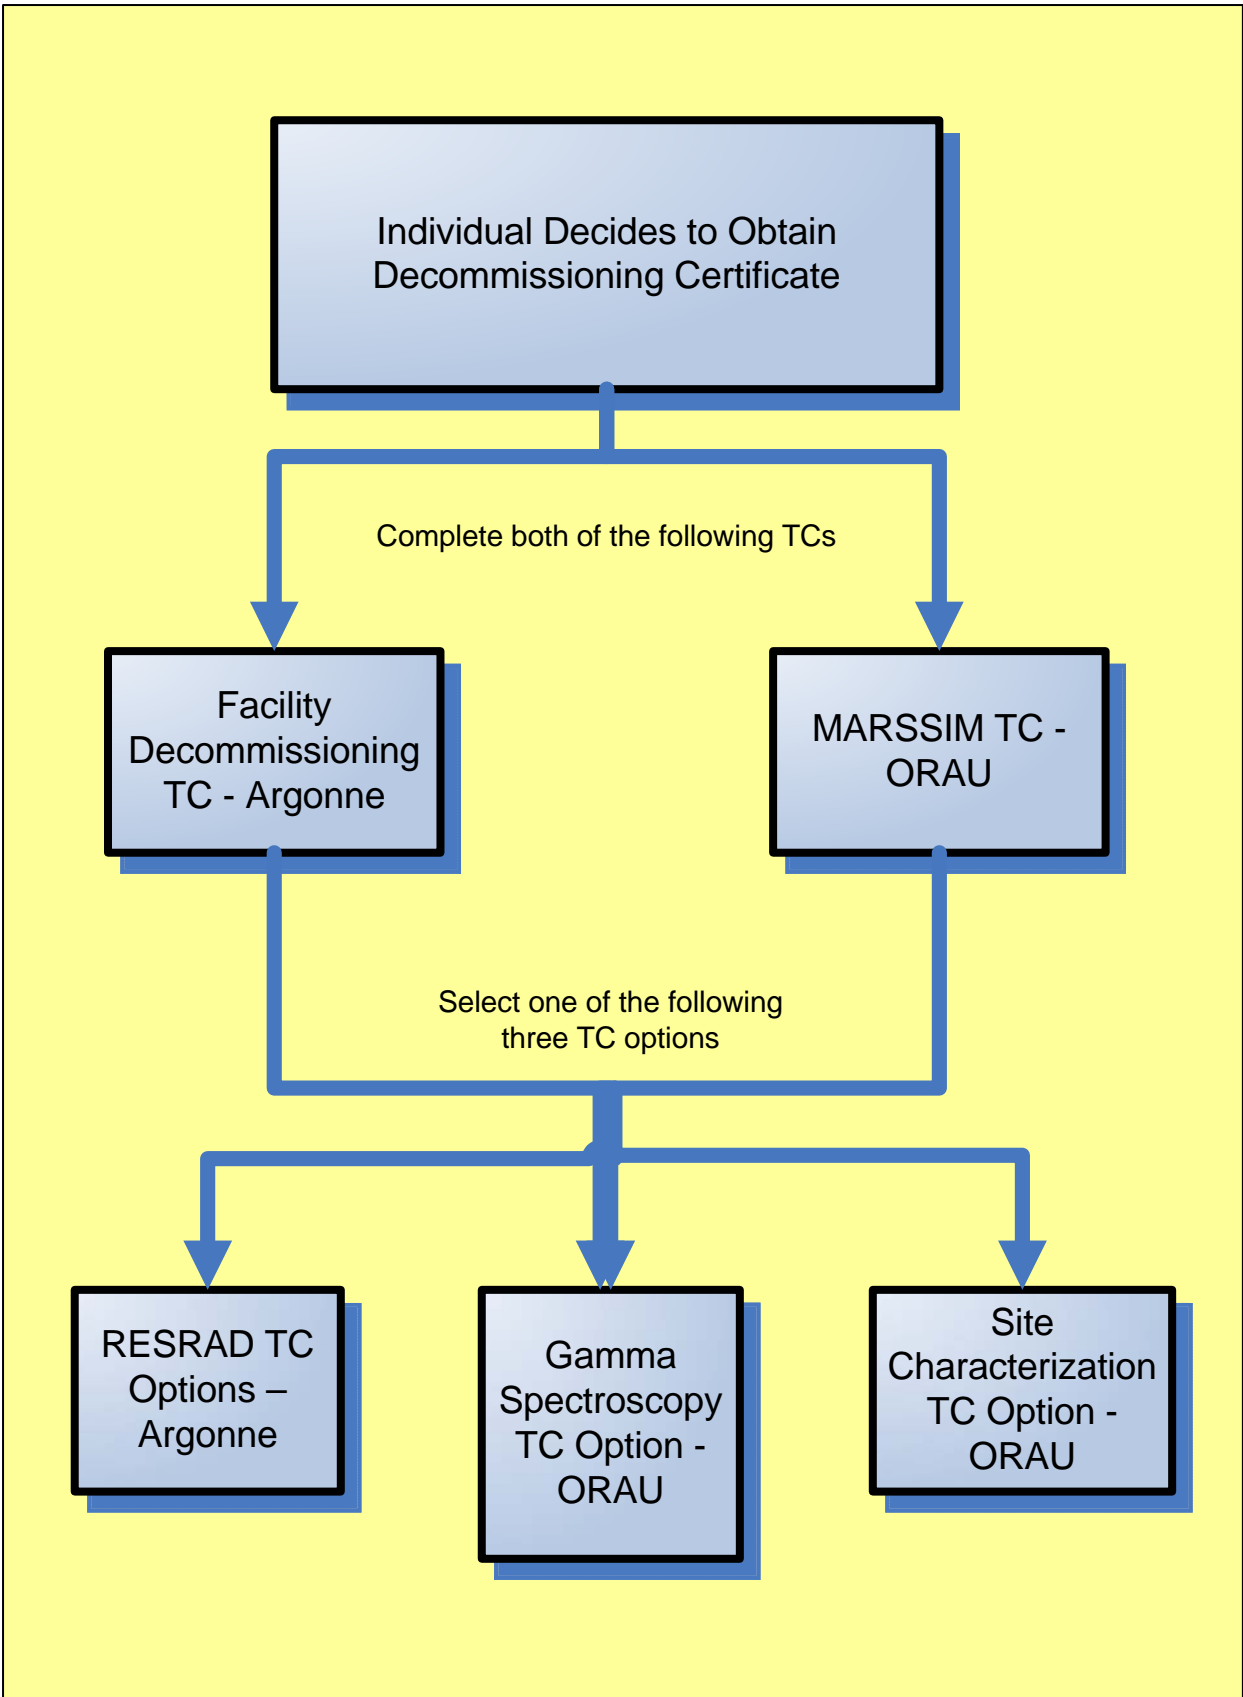 Individual Decides to Obtain
Decommissioning Certificate
Complete both of the following TCs
Facility
Decommissioning
TC - Argonne
MARSSIM TC -
ORAU
Select one of the following
three TC options
RESRAD TC
Options –
Argonne
Gamma
Spectroscopy
TC Option -
ORAU
Site
Characterization
TC Option -
ORAU